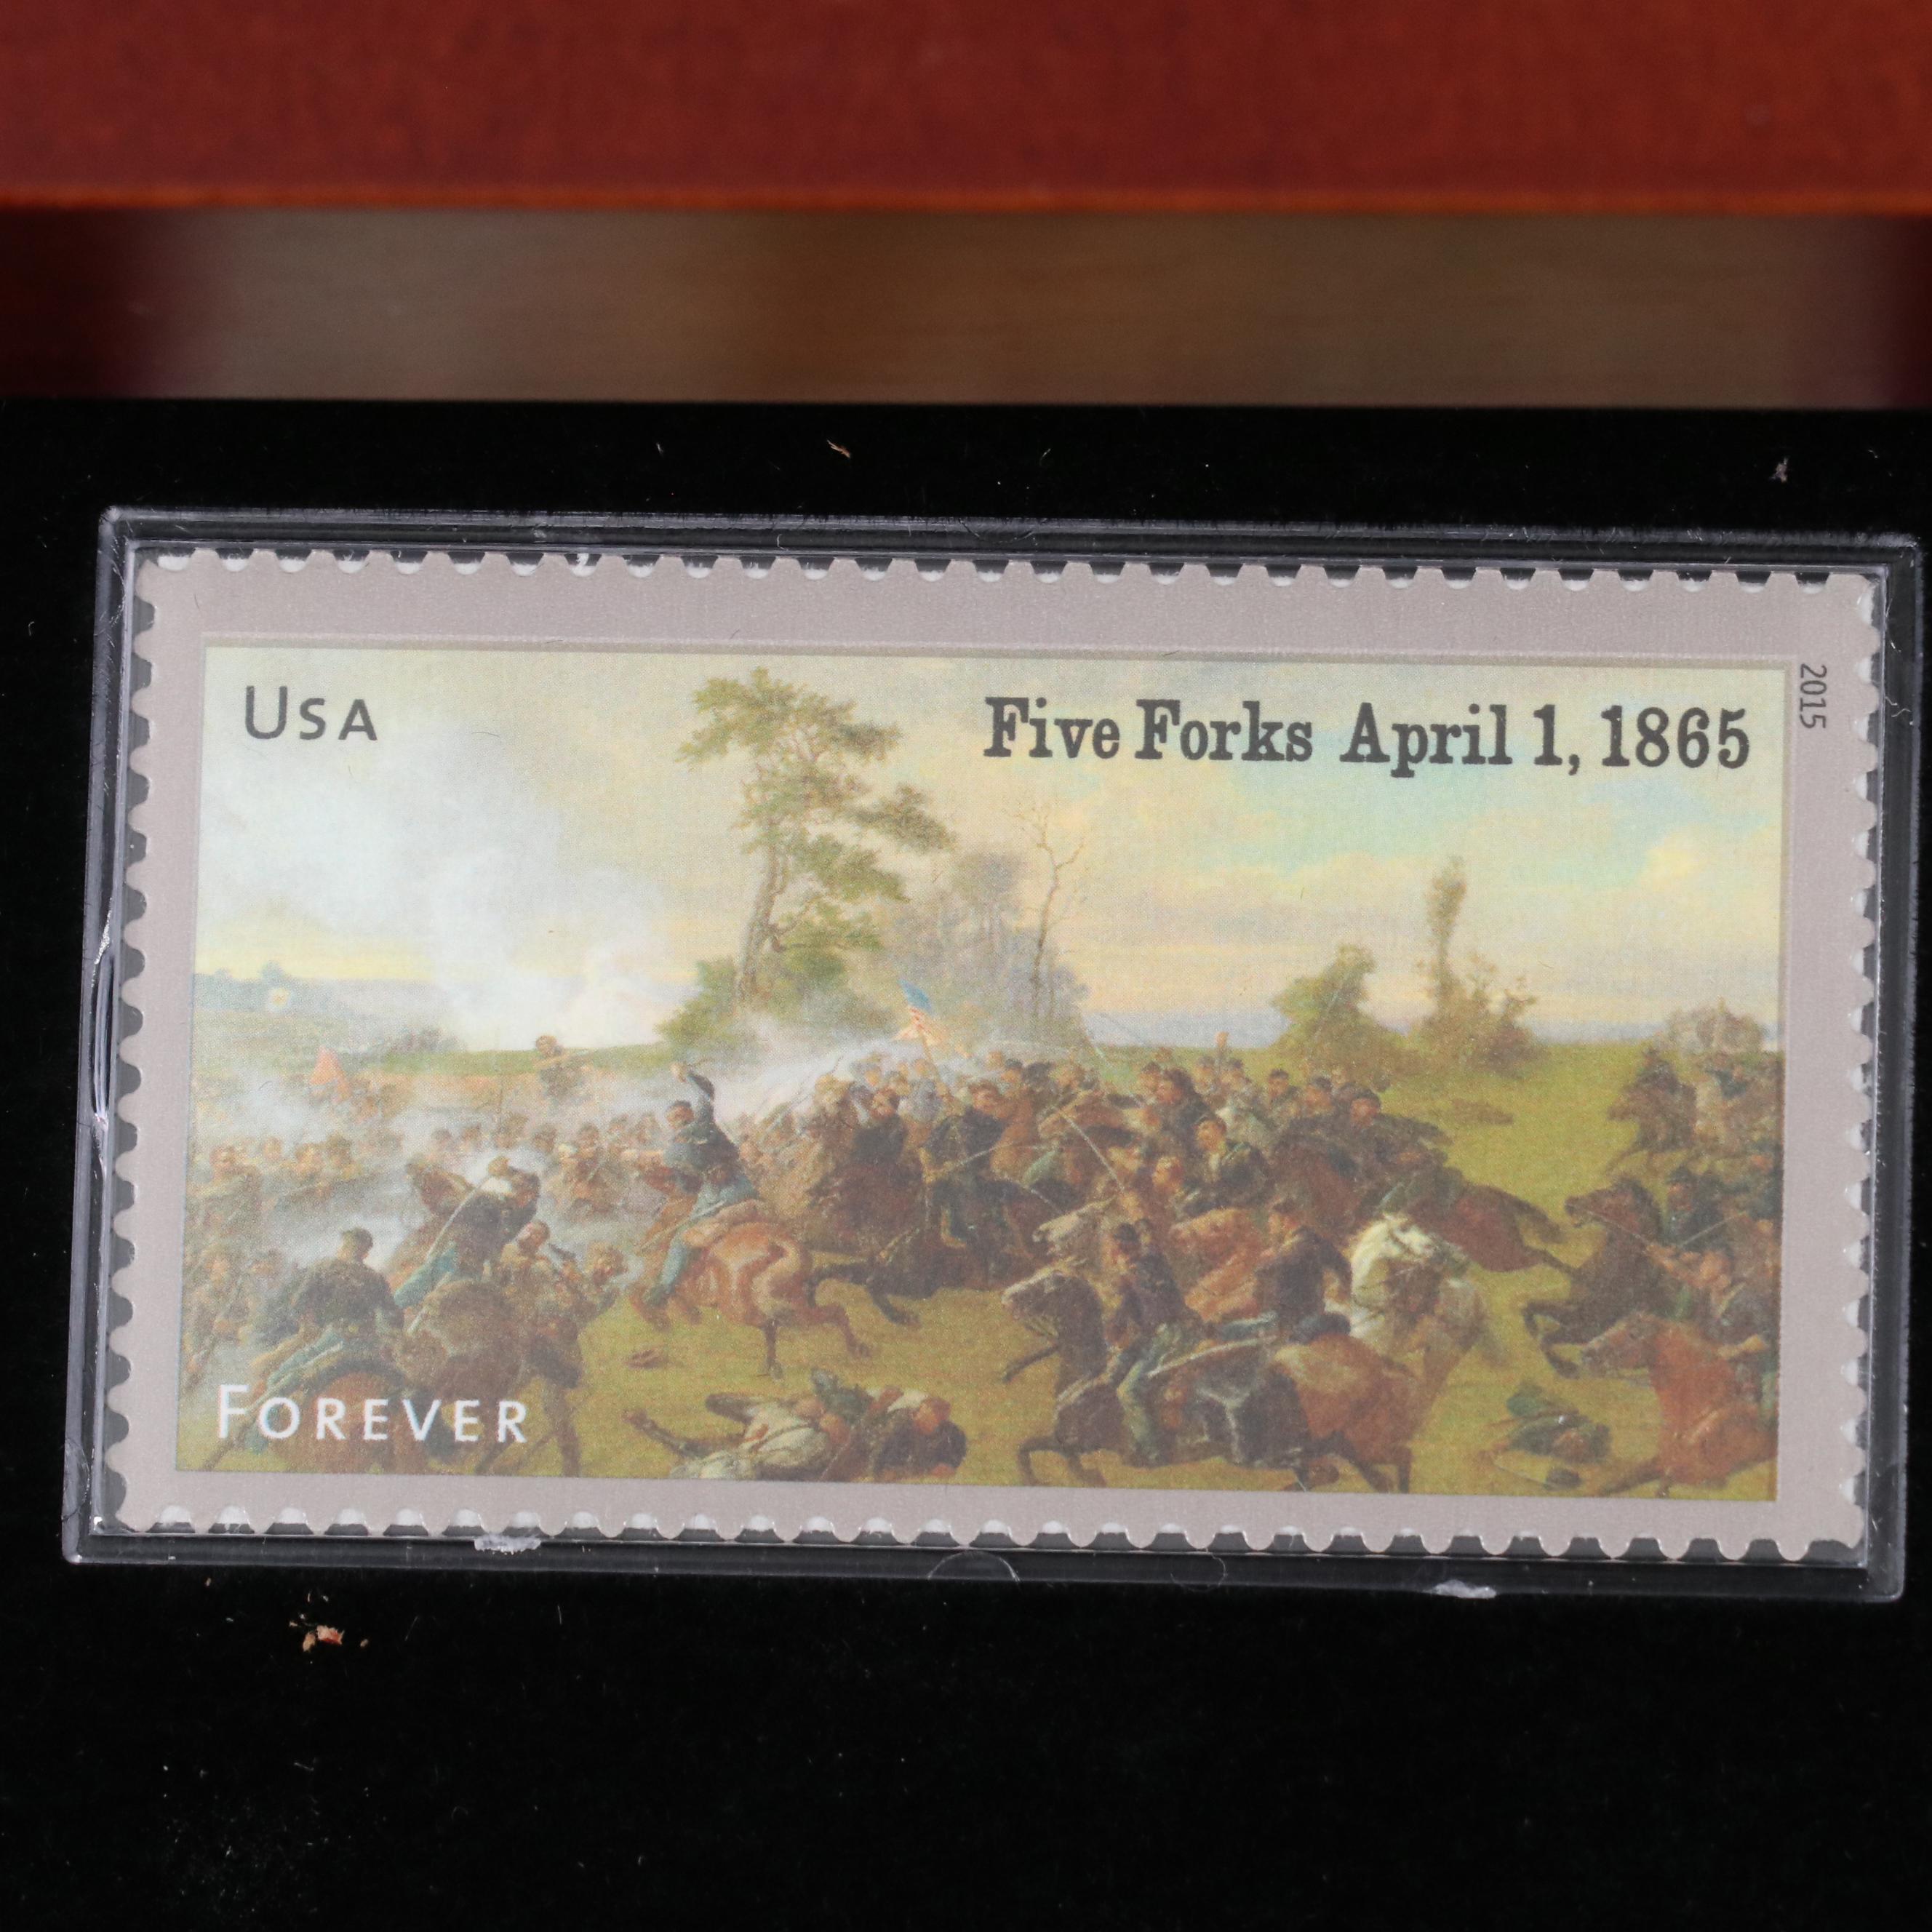 USA
Five Forks April 1, 1865
2015
FOREVER